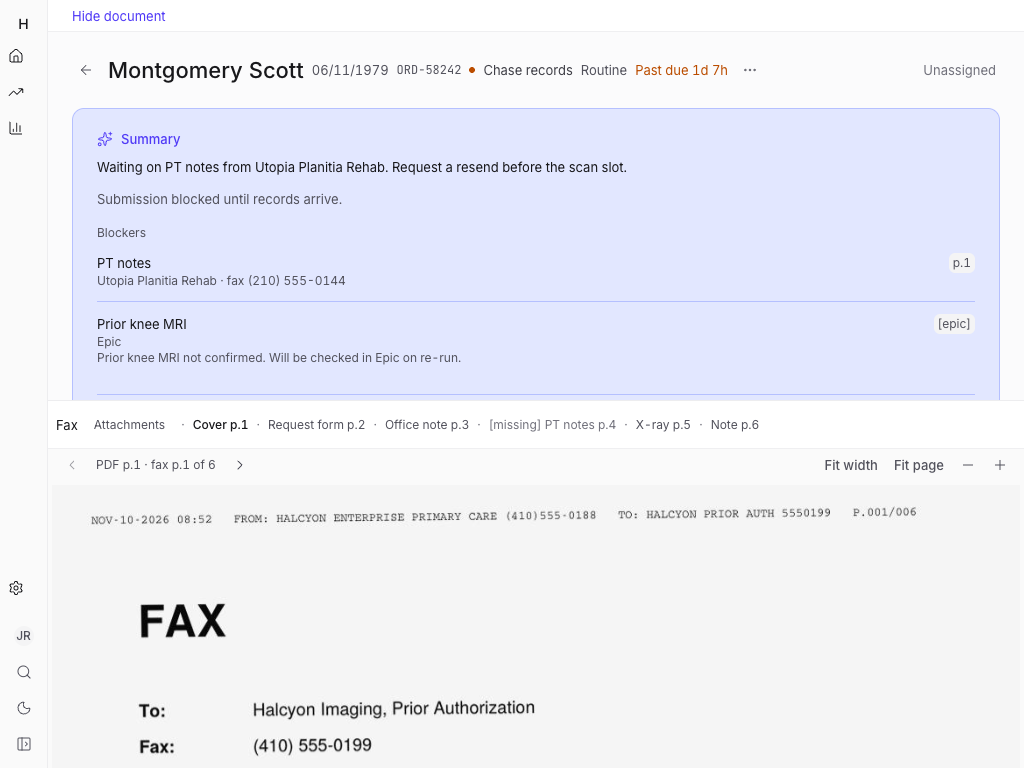 H
Hide document
Montgomery Scott 06/11/1979 ORD-58242 Chase records Routine Past due 1d 7h ··· Unassigned
Summary
Waiting on PT notes from Utopia Planitia Rehab. Request a resend before the scan slot.
Submission blocked until records arrive.
Blockers
PT notes p.1
Utopia Planitia Rehab · fax (210) 555-0144
Prior knee MRI [epic]
Epic
Prior knee MRI not confirmed. Will be checked in Epic on re-run.
Fax Attachments · Cover p.1 · Request form p.2 · Office note p.3 · [missing] PT notes p.4 · X-ray p.5 · Note p.6
PDF p.1 · fax p.1 of 6 Fit width Fit page
NOV-10-2026 08:52 FROM: HALCYON ENTERPRISE PRIMARY CARE (410)555-0188 TO: HALCYON PRIOR AUTH 5550199 P.001/006
FAX
To: Halcyon Imaging, Prior Authorization
Fax: (410) 555-0199
JR